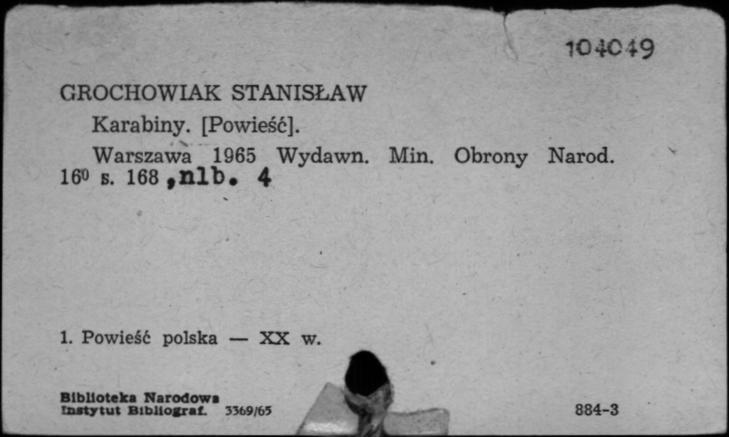 104049
GROCHOWIAK STANISŁAW
Karabiny. [Powieść].
Warszawa 1965 Wydawn. Min. Obrony Narod.
16⁰ s. 168 ,nlb. 4
1. Powieść polska — XX w.
Biblioteka Narodowa
Instytut Bibliograf. 3369/65
884-3